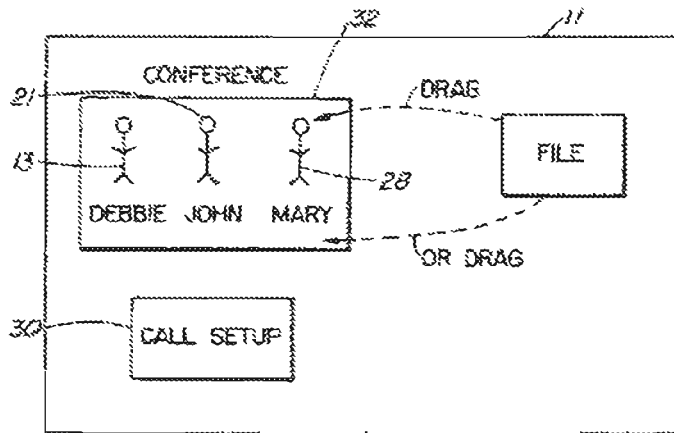 32
11
CONFERENCE
21
DRAG
FILE
13
28
DEBBIE JOHN MARY
OR DRAG
30
CALL SETUP